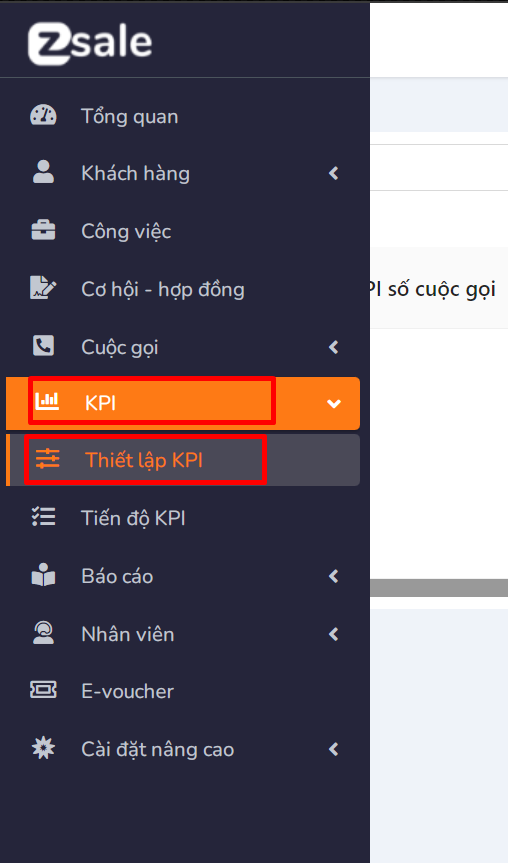 zsale
Tổng quan
Khách hàng
Công việc
Cơ hội - hợp đồng
PI số cuộc gọi
Cuộc gọi
KPI
Thiết lập KPI
Tiến độ KPI
Báo cáo
Nhân viên
E-voucher
Cài đặt nâng cao